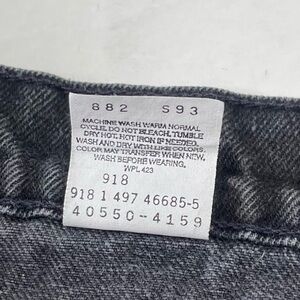 882 S93
MACHINE WASH WARM NORMAL
CYCLE. DO NOT BLEACH. TUMBLE
DRY HOT. HOT IRON IF NEEDED.
WASH AND DRY WITH LIKE COLORS.
COLOR MAY TRANSFER WHEN NEW.
WASH BEFORE WEARING.
WPL 423
918
918 1 497 46685-5
40550-4159